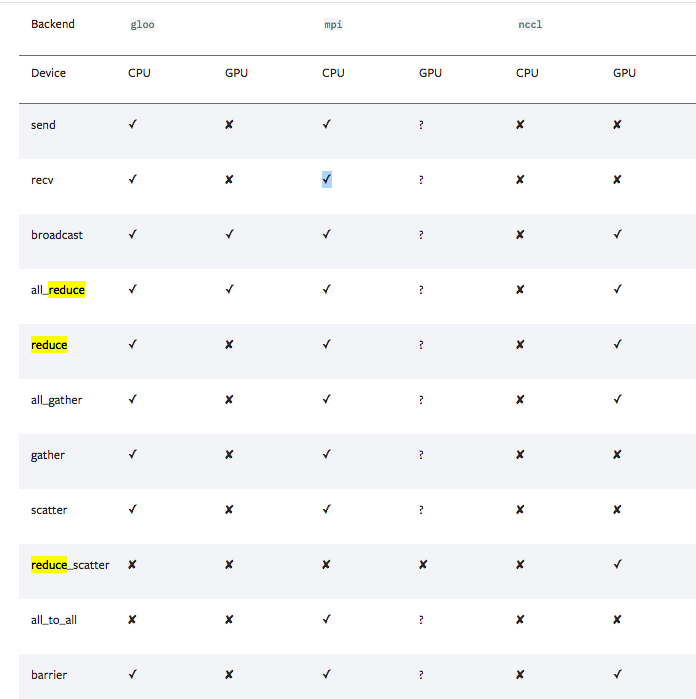 Backend gloo mpi nccl
Device CPU GPU CPU GPU CPU GPU
send ✓ ✘ ✓ ? ✘ ✘
recv ✓ ✘ ✓ ? ✘ ✘
broadcast ✓ ✓ ✓ ? ✘ ✓
all_reduce ✓ ✓ ✓ ? ✘ ✓
reduce ✓ ✘ ✓ ? ✘ ✓
all_gather ✓ ✘ ✓ ? ✘ ✓
gather ✓ ✘ ✓ ? ✘ ✘
scatter ✓ ✘ ✓ ? ✘ ✘
reduce_scatter ✘ ✘ ✘ ✘ ✘ ✓
all_to_all ✘ ✘ ✓ ? ✘ ✘
barrier ✓ ✘ ✓ ? ✘ ✓